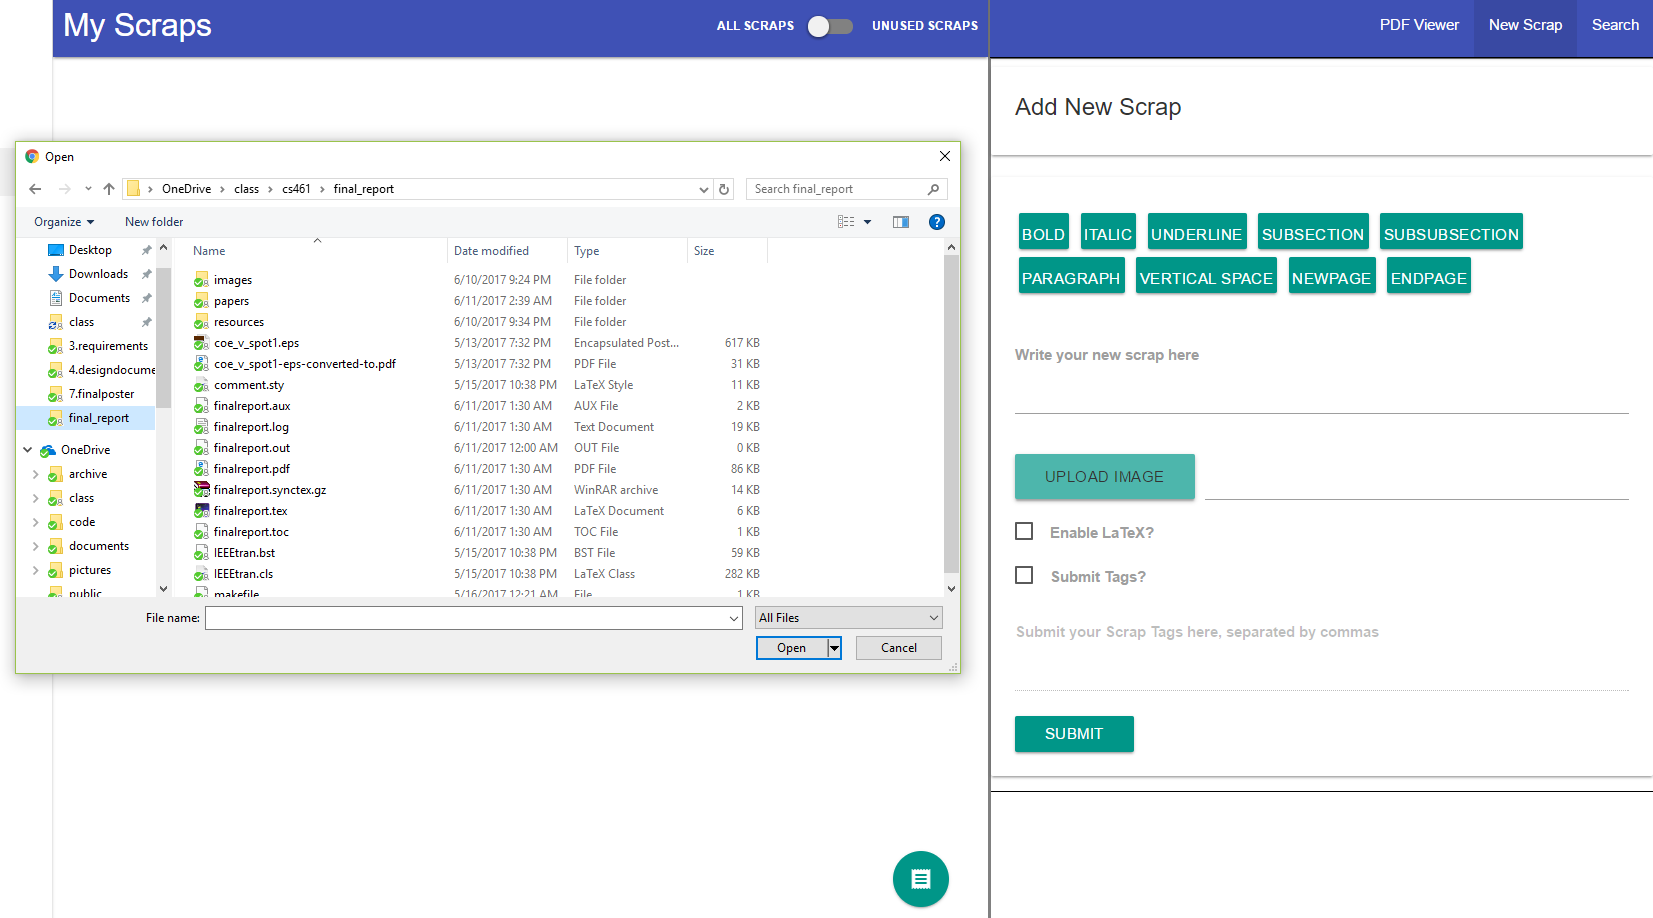 My Scraps
ALL SCRAPS
UNUSED SCRAPS
PDF Viewer
New Scrap
Search
Add New Scrap
Open
OneDrive > class > cs461 > final_report
Search final_report
Organize
New folder
Desktop
Downloads
Documents
class
3.requirements
4.designdocume
7.finalposter
final_report
OneDrive
archive
class
code
documents
pictures
public
Name Date modified Type Size
images 6/10/2017 9:24 PM File folder
papers 6/11/2017 2:39 AM File folder
resources 6/10/2017 9:34 PM File folder
coe_v_spot1.eps 5/13/2017 7:32 PM Encapsulated Post... 617 KB
coe_v_spot1-eps-converted-to.pdf 5/13/2017 7:32 PM PDF File 31 KB
comment.sty 5/15/2017 10:38 PM LaTeX Style 11 KB
finalreport.aux 6/11/2017 1:30 AM AUX File 2 KB
finalreport.log 6/11/2017 1:30 AM Text Document 19 KB
finalreport.out 6/11/2017 12:00 AM OUT File 0 KB
finalreport.pdf 6/11/2017 1:30 AM PDF File 86 KB
finalreport.synctex.gz 6/11/2017 1:30 AM WinRAR archive 14 KB
finalreport.tex 6/11/2017 1:30 AM LaTeX Document 6 KB
finalreport.toc 6/11/2017 1:30 AM TOC File 1 KB
IEEEtran.bst 5/15/2017 10:38 PM BST File 59 KB
IEEEtran.cls 5/15/2017 10:38 PM LaTeX Class 282 KB
makefile 5/16/2017 12:21 AM File 1 KB
File name:
All Files
Open
Cancel
BOLD
ITALIC
UNDERLINE
SUBSECTION
SUBSUBSECTION
PARAGRAPH
VERTICAL SPACE
NEWPAGE
ENDPAGE
Write your new scrap here
UPLOAD IMAGE
Enable LaTeX?
Submit Tags?
Submit your Scrap Tags here, separated by commas
SUBMIT